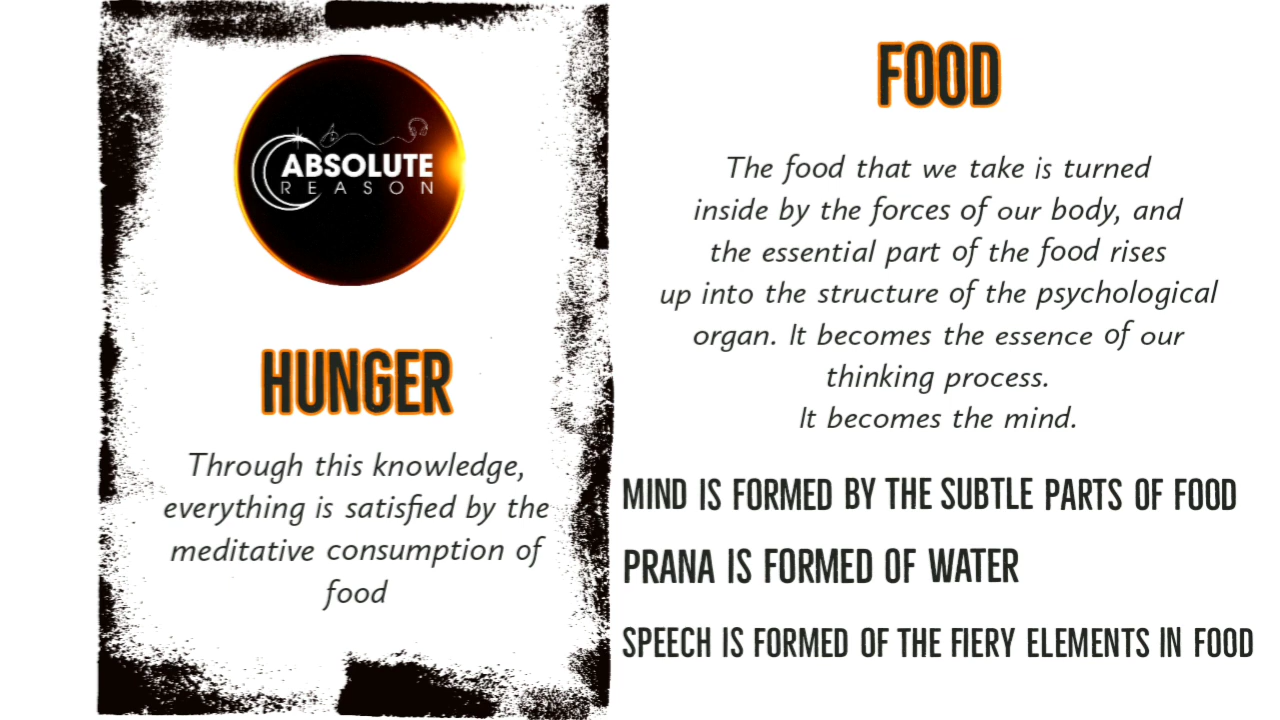 ABSOLUTE
REASON
HUNGER
Through this knowledge,
everything is satisfied by the
meditative consumption of
food
FOOD
The food that we take is turned
inside by the forces of our body, and
the essential part of the food rises
up into the structure of the psychological
organ. It becomes the essence of our
thinking process.
It becomes the mind.
MIND IS FORMED BY THE SUBTLE PARTS OF FOOD
PRANA IS FORMED OF WATER
SPEECH IS FORMED OF THE FIERY ELEMENTS IN FOOD